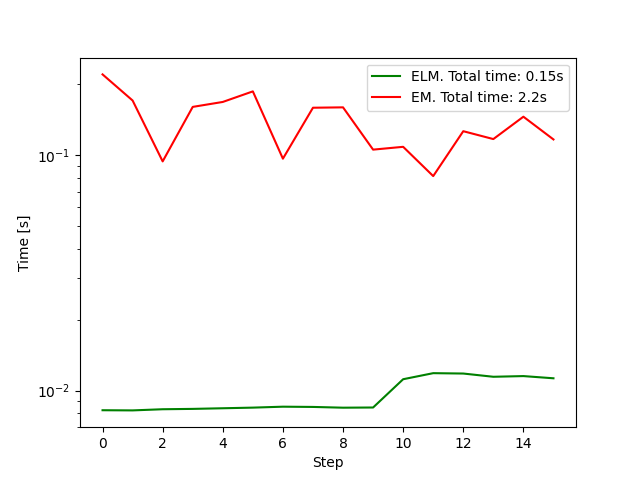 ELM. Total time: 0.15s
EM. Total time: 2.2s
10⁻¹
10⁻²
Time [s]
0 2 4 6 8 10 12 14
Step